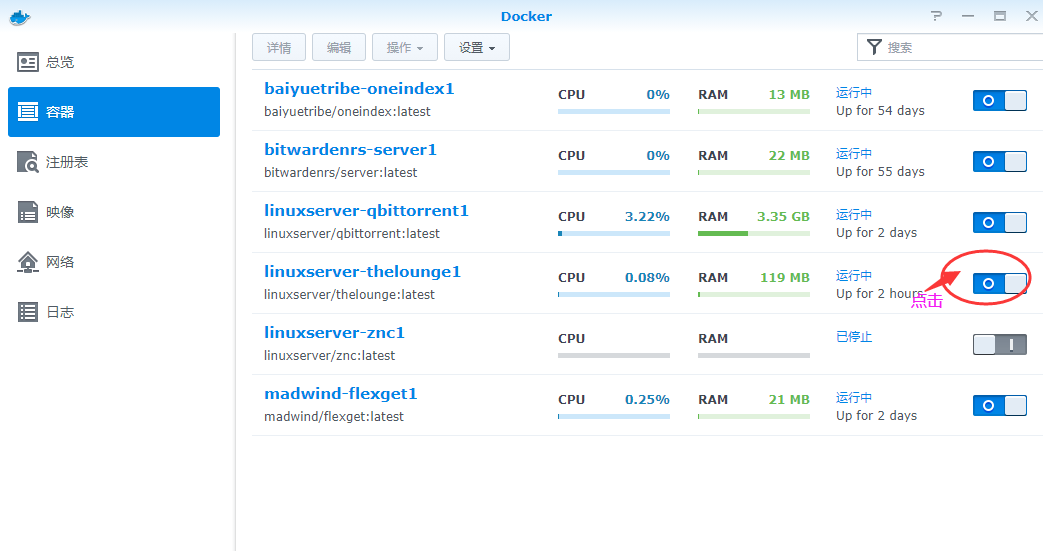 Docker
详情 编辑 操作 设置 搜索
总览
容器
注册表
映像
网络
日志
baiyuetribe-oneindex1 CPU 0% RAM 13 MB 运行中
baiyuetribe/oneindex:latest Up for 54 days
bitwardenrs-server1 CPU 0% RAM 22 MB 运行中
bitwardenrs/server:latest Up for 55 days
linuxserver-qbittorrent1 CPU 3.22% RAM 3.35 GB 运行中
linuxserver/qbittorrent:latest Up for 2 days
linuxserver-thelounge1 CPU 0.08% RAM 119 MB 运行中
linuxserver/thelounge:latest Up for 2 hours
点击
linuxserver-znc1 CPU RAM 已停止
linuxserver/znc:latest
madwind-flexget1 CPU 0.25% RAM 21 MB 运行中
madwind/flexget:latest Up for 2 days